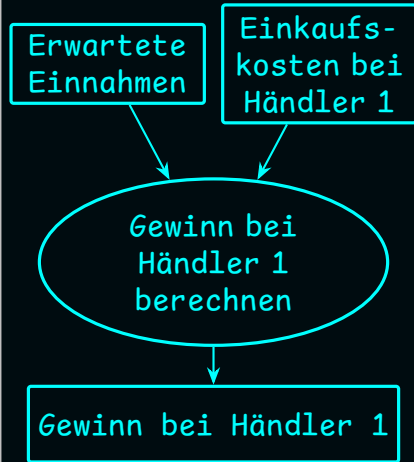 Erwartete
Einnahmen
Einkaufs-
kosten bei
Händler 1
Gewinn bei
Händler 1
berechnen
Gewinn bei Händler 1